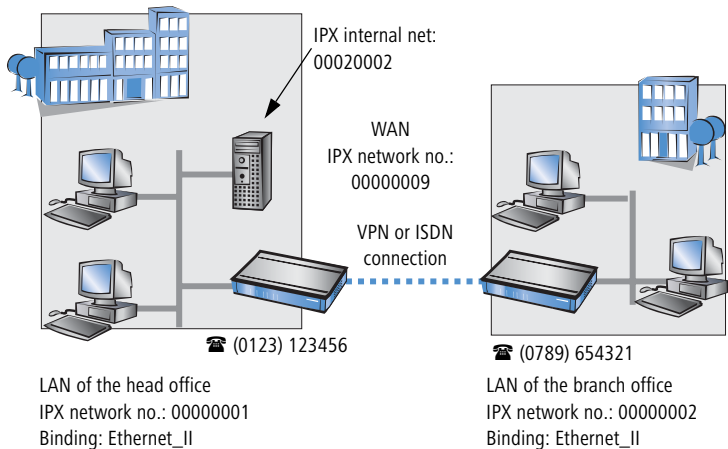 IPX internal net:
00020002
WAN
IPX network no.:
00000009
VPN or ISDN
connection
☎ (0123) 123456
☎ (0789) 654321
LAN of the head office
IPX network no.: 00000001
Binding: Ethernet_II
LAN of the branch office
IPX network no.: 00000002
Binding: Ethernet_II